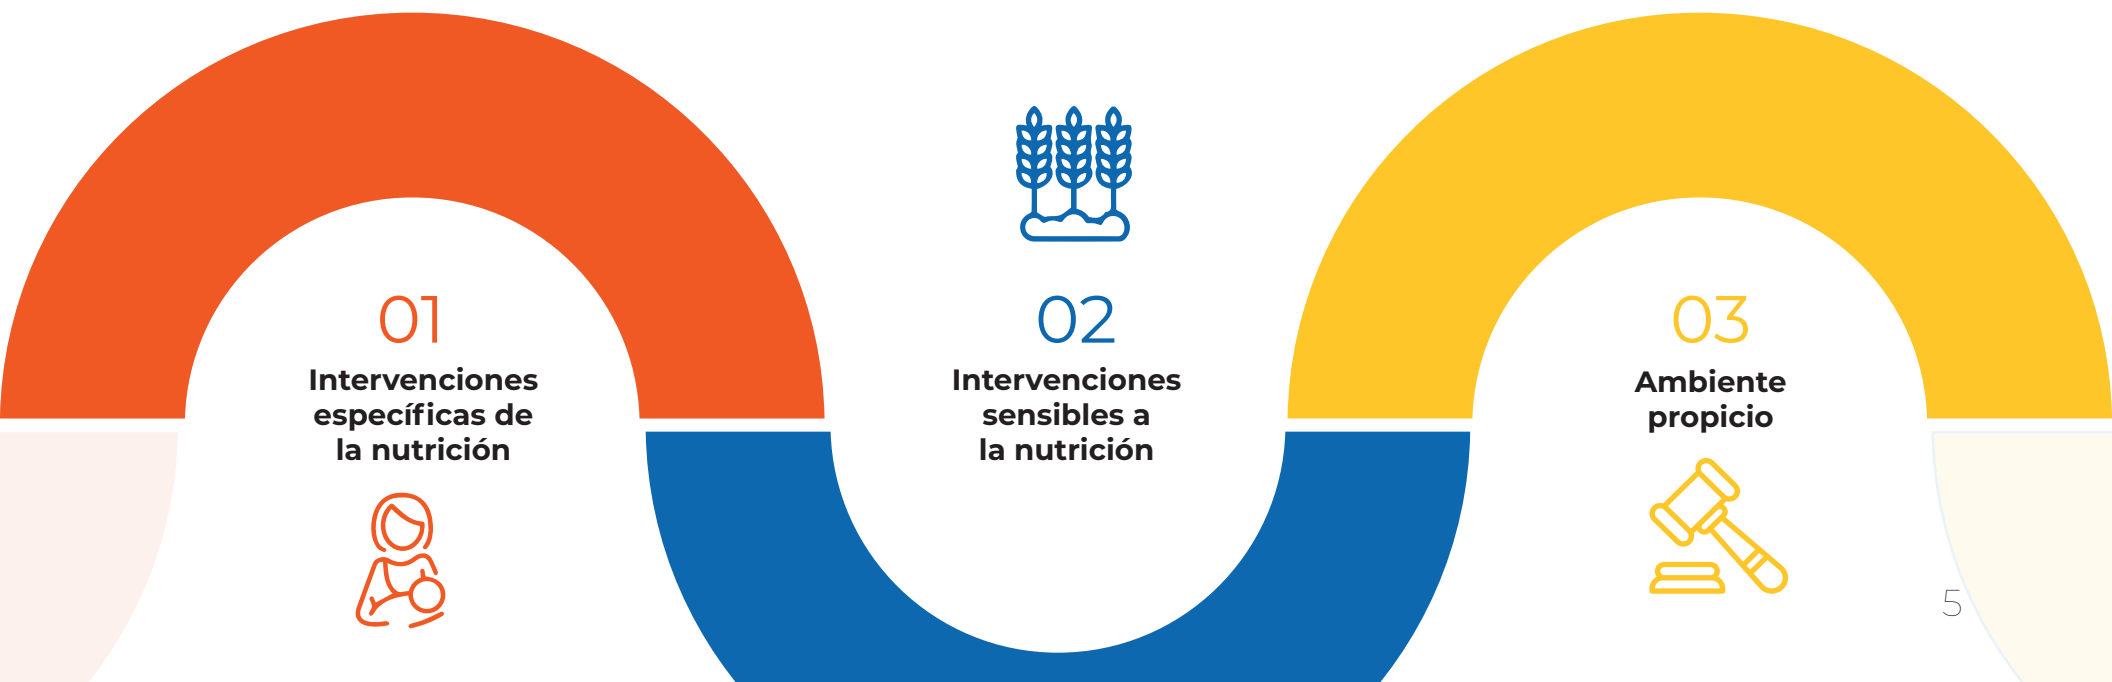 01
Intervenciones
específicas de
la nutrición
02
Intervenciones
sensibles a
la nutrición
03
Ambiente
propicio
5